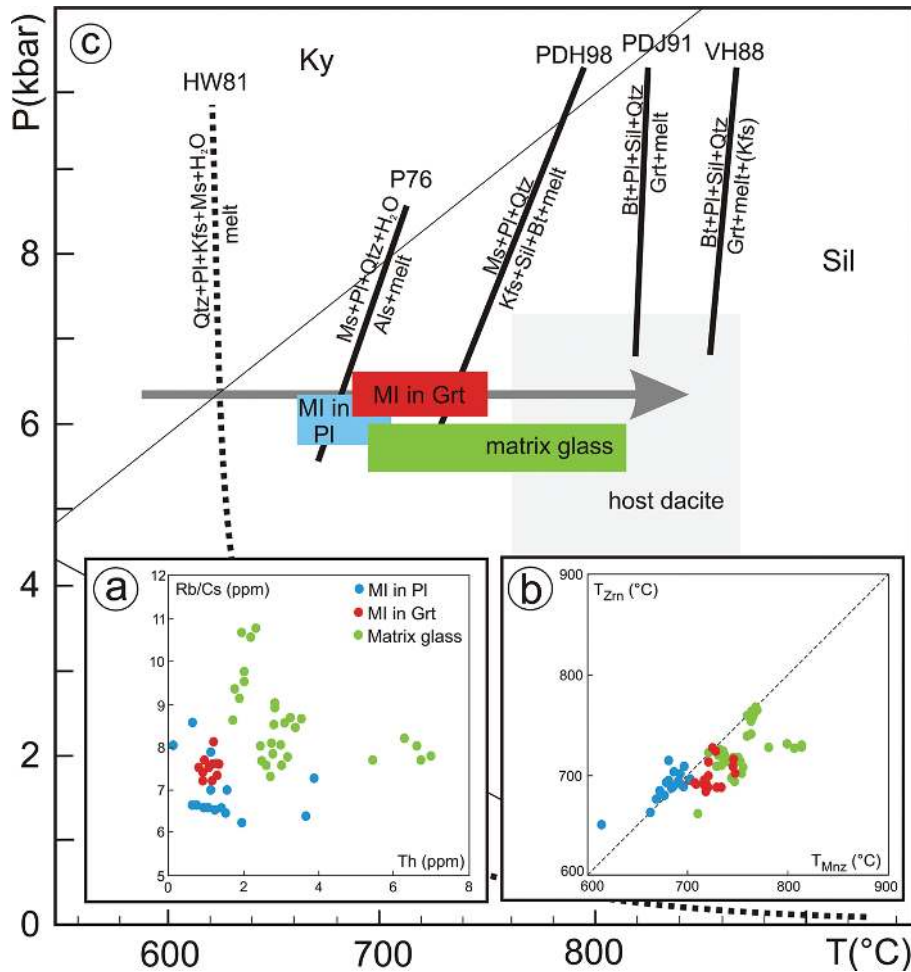 c
P(kbar)
Ky
HW81
PDH98
PDJ91
VH88
P76
Qtz+Pl+Kfs+Ms+H₂O
melt
Ms+Pl+Qtz+H₂O
Als+melt
Ms+Pl+Qtz
Kfs+Sil+Bt+melt
Bt+Pl+Sil+Qtz
Grt+melt
Bt+Pl+Sil+Qtz
Grt+melt+(Kfs)
Sil
8
6
4
2
0
MI in
Pl
MI in Grt
matrix glass
host dacite
a
Rb/Cs (ppm)
12
11
10
9
8
7
6
5
0
2
4
6
8
Th (ppm)
MI in Pl
MI in Grt
Matrix glass
b
T Zrn (°C)
900
800
700
600
600
700
800
900
T Mnz (°C)
600
700
800
T(°C)